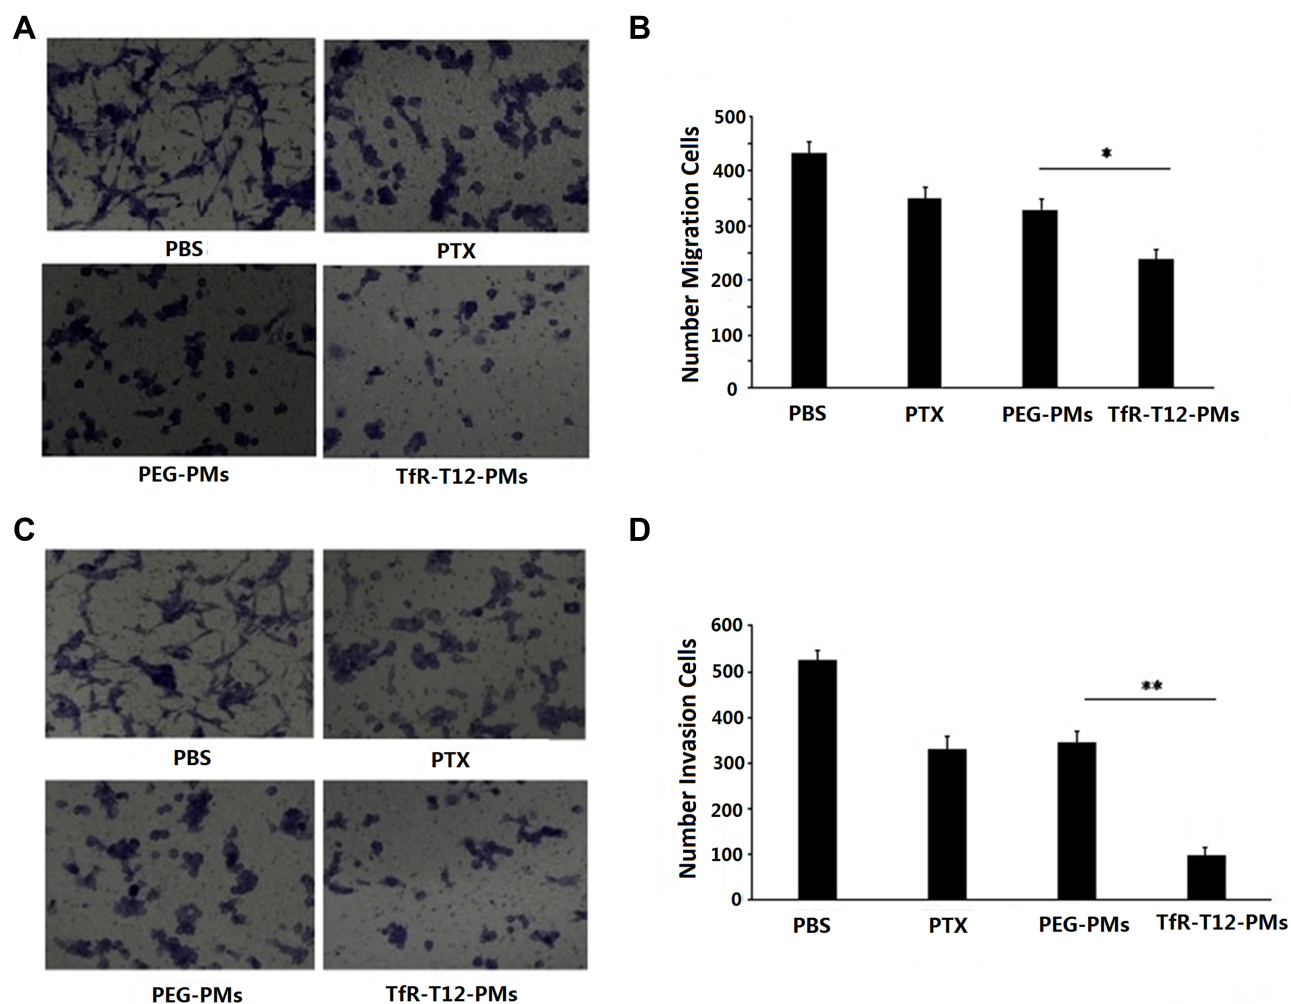 A
PBS
PTX
PEG-PMs
TfR-T12-PMs
B
Number Migration Cells
500
400
300
200
100
0
*
PBS
PTX
PEG-PMs
TfR-T12-PMs
C
PBS
PTX
PEG-PMs
TfR-T12-PMs
D
Number Invasion Cells
600
500
400
300
200
100
0
**
PBS
PTX
PEG-PMs
TfR-T12-PMs